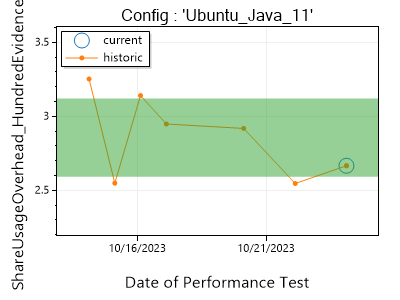 Config : 'Ubuntu_Java_11'
current
historic
ShareUsageOverhead_HundredEvidence
3.5
3
2.5
10/16/2023
10/21/2023
Date of Performance Test